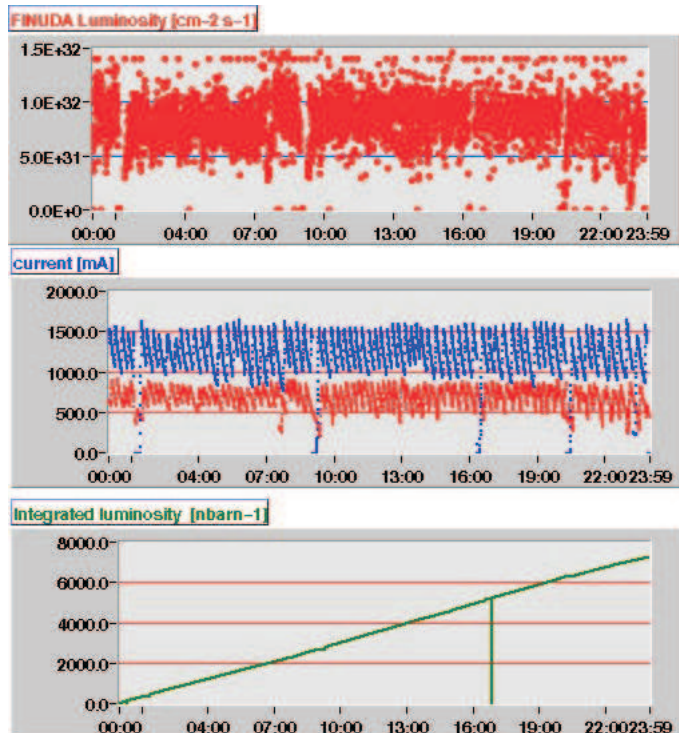 FINUDA Luminosity [cm-2 s-1]
1.5E+32
1.0E+32
5.0E+31
0.0E+0
00:00 04:00 07:00 10:00 13:00 16:00 19:00 22:00 23:59
current [mA]
2000.0
1500.0
1000.0
500.0
0.0
00:00 04:00 07:00 10:00 13:00 16:00 19:00 22:00 23:59
Integrated luminosity [nbarn-1]
8000.0
6000.0
4000.0
2000.0
0.0
00:00 04:00 07:00 10:00 13:00 16:00 19:00 22:00 23:59